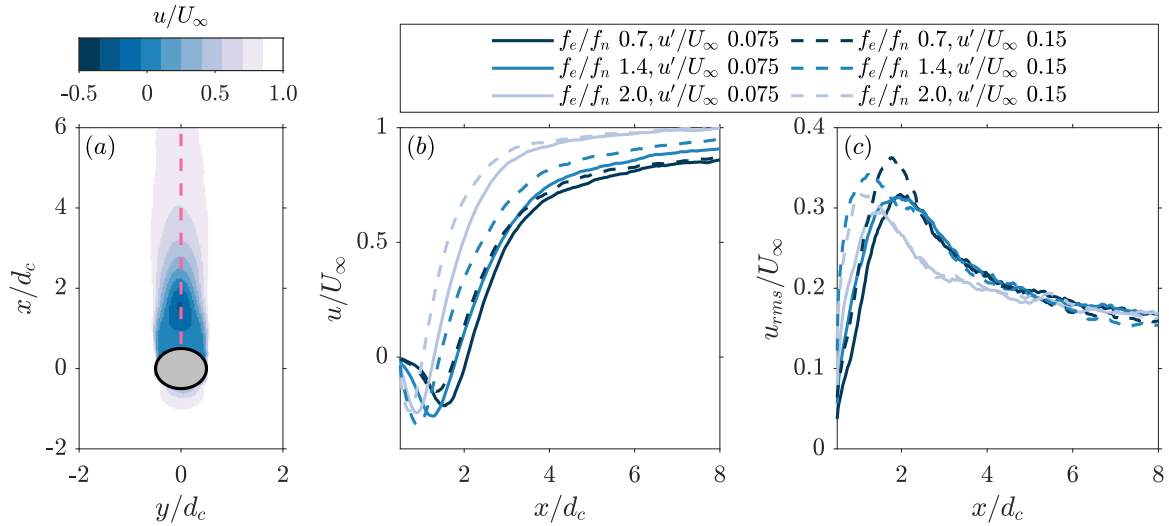 u/U∞
-0.5 0 0.5 1.0
fe/fn 0.7, u'/U∞ 0.075 fe/fn 0.7, u'/U∞ 0.15
fe/fn 1.4, u'/U∞ 0.075 fe/fn 1.4, u'/U∞ 0.15
fe/fn 2.0, u'/U∞ 0.075 fe/fn 2.0, u'/U∞ 0.15
(a)
x/dc
6
4
2
0
-2
-2 0 2
y/dc
(b)
u/U∞
1
0.5
0
2 4 6 8
x/dc
(c)
urms/U∞
0.4
0.3
0.2
0.1
0
2 4 6 8
x/dc